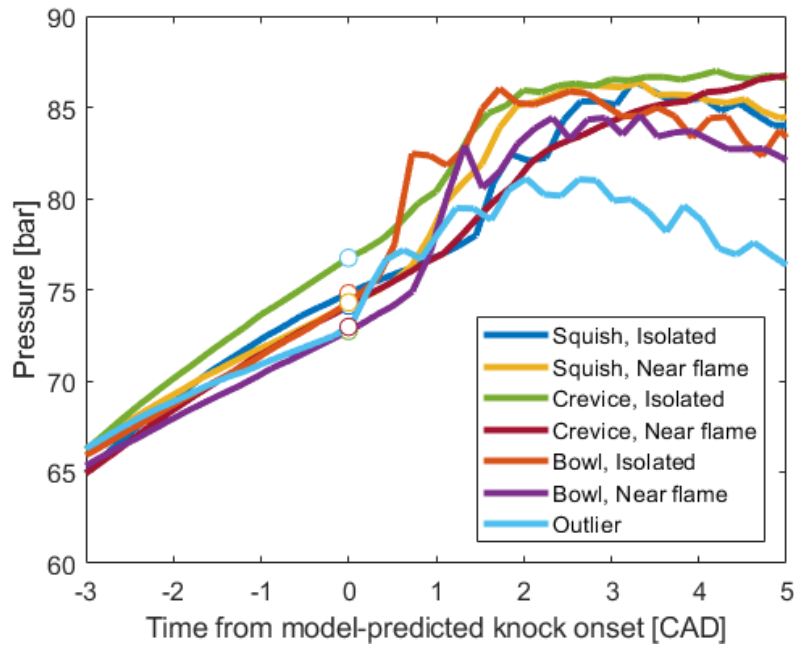 90
85
80
75
70
65
60
Pressure [bar]
-3 -2 -1 0 1 2 3 4 5
Time from model-predicted knock onset [CAD]
Squish, Isolated
Squish, Near flame
Crevice, Isolated
Crevice, Near flame
Bowl, Isolated
Bowl, Near flame
Outlier